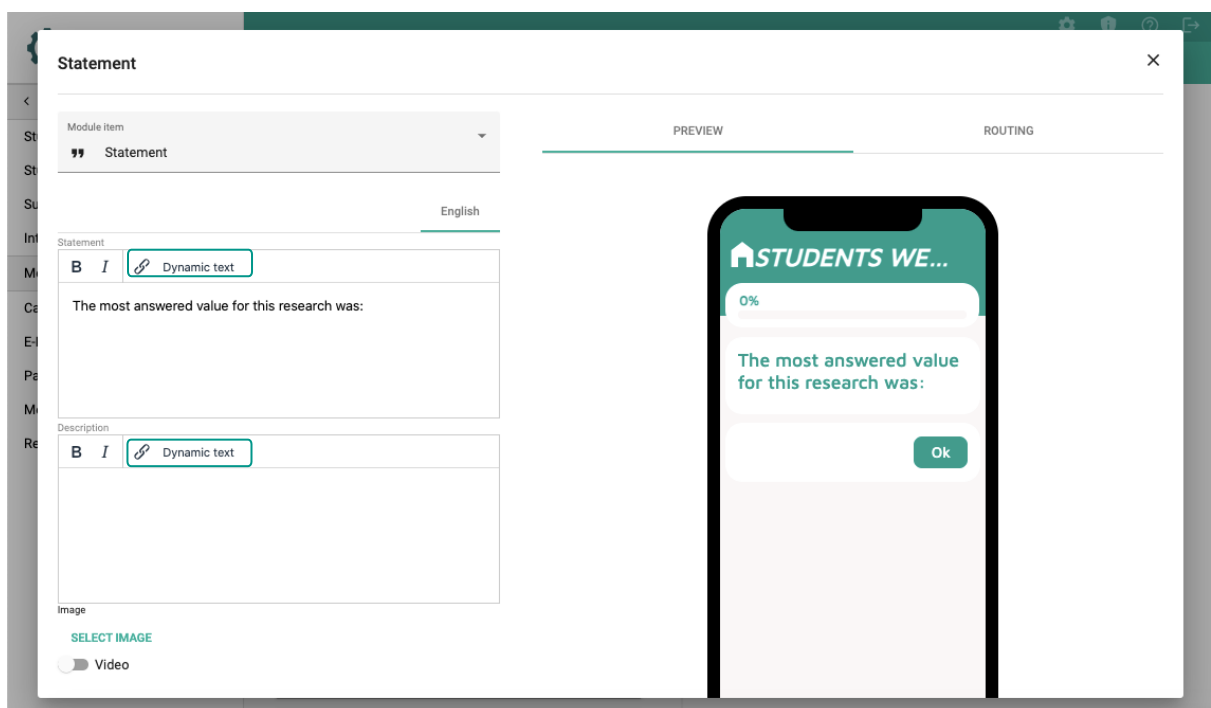 Statement
Module item
Statement
English
Statement
B I Dynamic text
The most answered value for this research was:
Description
B I Dynamic text
Image
SELECT IMAGE
Video
PREVIEW
ROUTING
STUDENTS WE...
0%
The most answered value
for this research was:
Ok